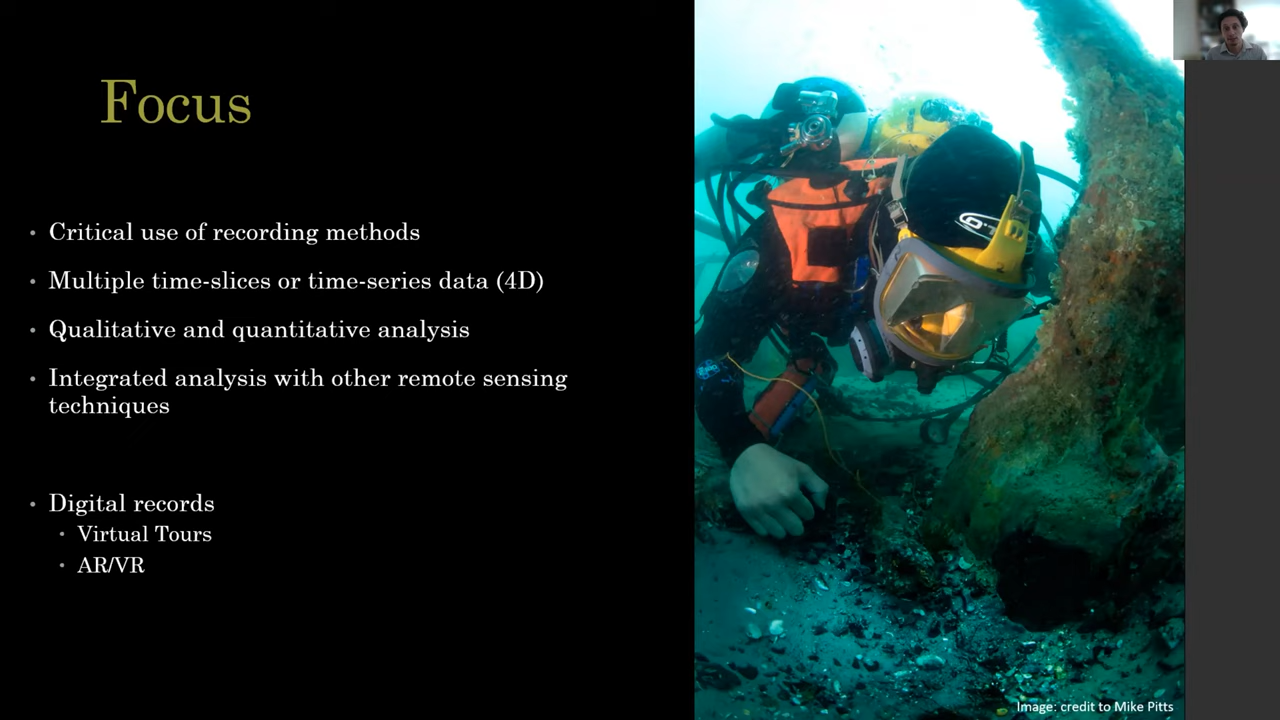 Focus
• Critical use of recording methods
• Multiple time-slices or time-series data (4D)
• Qualitative and quantitative analysis
• Integrated analysis with other remote sensing
techniques
• Digital records
• Virtual Tours
• AR/VR
Image: credit to Mike Pitts